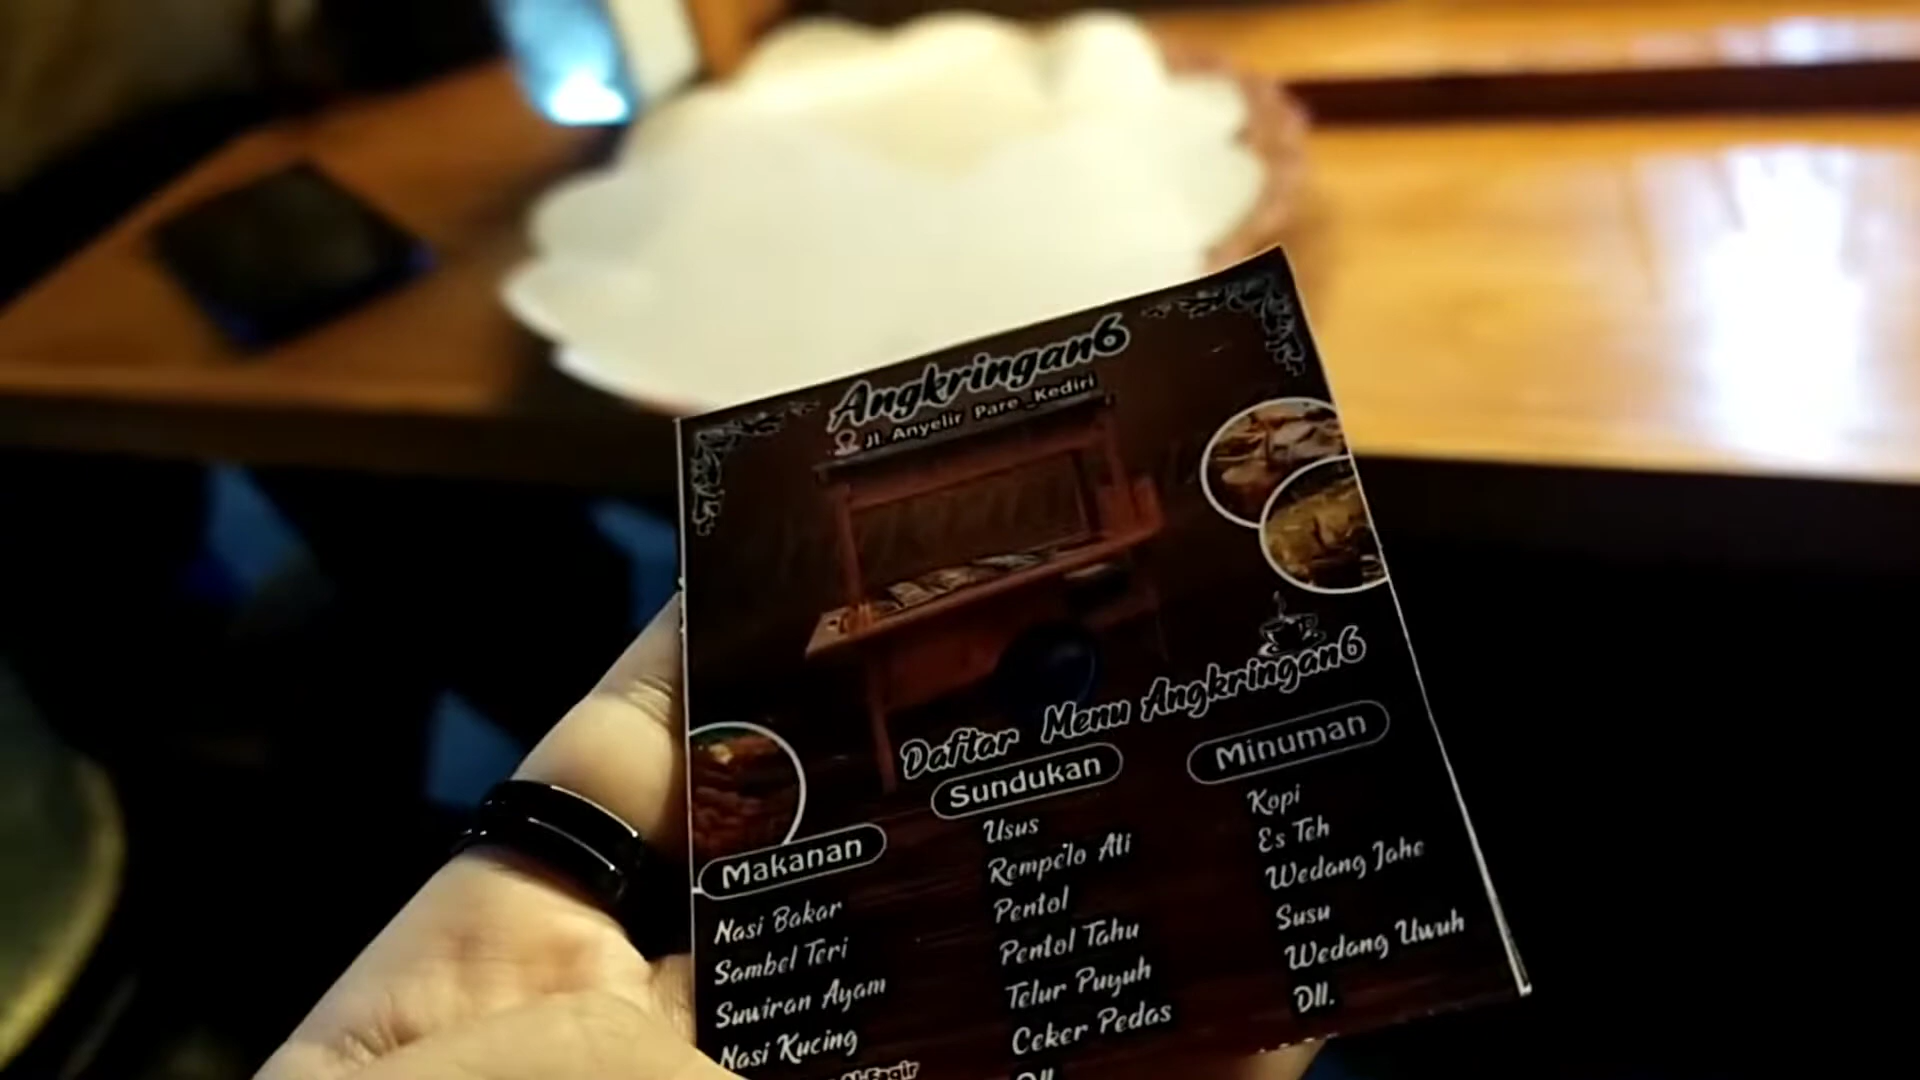 Angkringan6
Jl. Anyelir Pare_Kediri
Daftar Menu Angkringan6
Makanan
Nasi Bakar
Sambel Teri
Suwiran Ayam
Nasi Kucing
Sundukan
Usus
Rempelo Ati
Pentol
Pentol Tahu
Telur Puyuh
Ceker Pedas
Dll
Minuman
Kopi
Es Teh
Wedang Jahe
Susu
Wedang Uwuh
Dll.